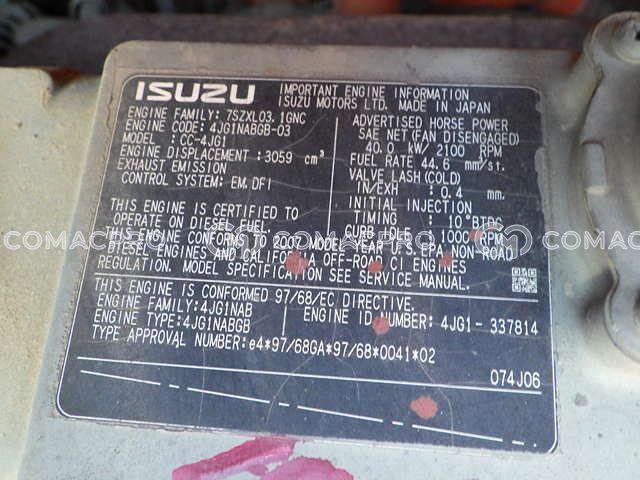 ISUZU
IMPORTANT ENGINE INFORMATION
ISUZU MOTORS LTD. MADE IN JAPAN
ENGINE FAMILY: 7SZXL03.1GNC
ENGINE CODE: 4JG1NABGB-03
MODEL : CC-4JG1
ENGINE DISPLACEMENT :3059 cm³
EXHAUST EMISSION
CONTROL SYSTEM: EM,DFI
ADVERTISED HORSE POWER
SAE NET (FAN DISENGAGED)
40.0 kW/ 2100 RPM
FUEL RATE 44.6 mm³/st.
VALVE LASH (COLD)
IN/EXH : 0.4 mm.
INITIAL INJECTION
TIMING : 10° BTDC
CURB IDLE : 1000 RPM
THIS ENGINE IS CERTIFIED TO
OPERATE ON DIESEL FUEL.
THIS ENGINE CONFORMS TO 2007 MODEL YEAR U.S. EPA NON-ROAD
DIESEL ENGINES AND CALIFORNIA OFF-ROAD CI ENGINES
REGULATION. MODEL SPECIFICATION SEE SERVICE MANUAL.
THIS ENGINE IS CONFORMED 97/68/EC DIRECTIVE.
ENGINE FAMILY:4JG1NAB
ENGINE TYPE:4JG1NABGB
ENGINE ID NUMBER: 4JG1- 337814
TYPE APPROVAL NUMBER: e4*97/68GA*97/68*0041*02
074J06